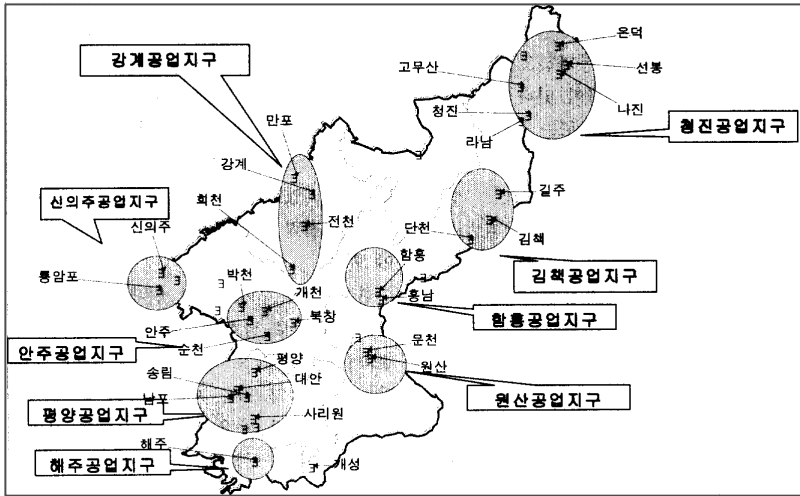 온덕
선봉
고무산
나진
청진
청진공업지구
라남
강계공업지구
만포
강계
희천
전천
길주
단천
김책
김책공업지구
신의주공업지구
신의주
룡암포
함흥
흥남
함흥공업지구
박천
개천
안주
북창
순천
안주공업지구
문천
원산
원산공업지구
평양
송림
대안
남포
사리원
평양공업지구
해주
해주공업지구
개성